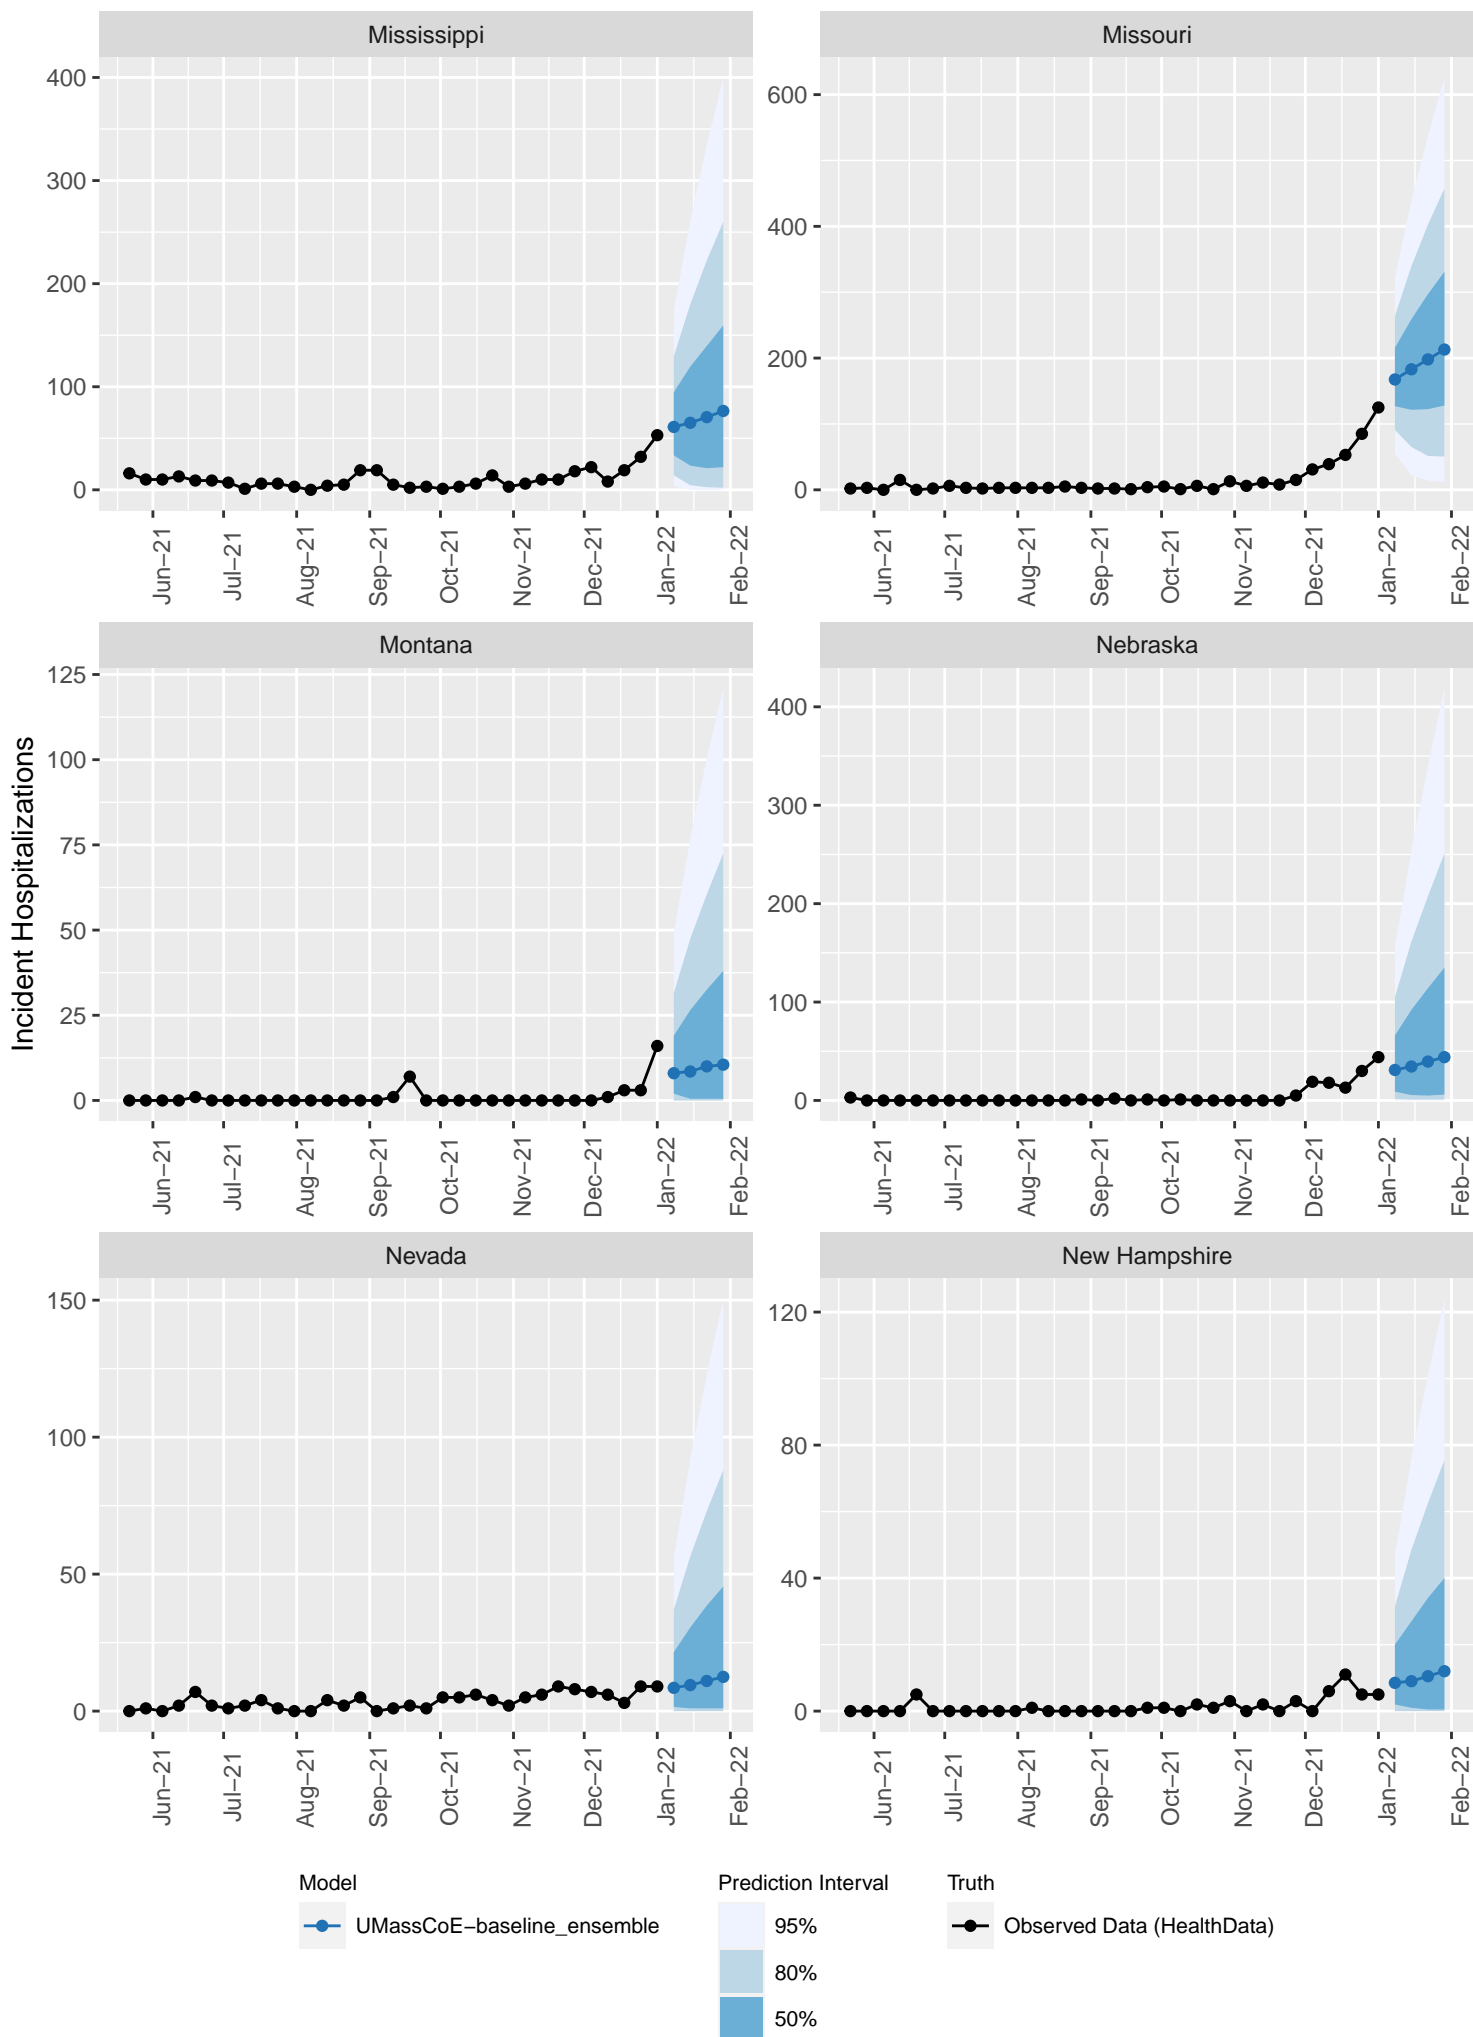 Mississippi
Missouri
400
300
200
100
0
600
400
200
0
Jun−21
Jul−21
Aug−21
Sep−21
Oct−21
Nov−21
Dec−21
Jan−22
Feb−22
Jun−21
Jul−21
Aug−21
Sep−21
Oct−21
Nov−21
Dec−21
Jan−22
Feb−22
Incident Hospitalizations
Montana
Nebraska
125
100
75
50
25
0
400
300
200
100
0
Jun−21
Jul−21
Aug−21
Sep−21
Oct−21
Nov−21
Dec−21
Jan−22
Feb−22
Jun−21
Jul−21
Aug−21
Sep−21
Oct−21
Nov−21
Dec−21
Jan−22
Feb−22
Nevada
New Hampshire
150
100
50
0
120
80
40
0
Jun−21
Jul−21
Aug−21
Sep−21
Oct−21
Nov−21
Dec−21
Jan−22
Feb−22
Jun−21
Jul−21
Aug−21
Sep−21
Oct−21
Nov−21
Dec−21
Jan−22
Feb−22
Model
UMassCoE−baseline_ensemble
Prediction Interval
95%
80%
50%
Truth
Observed Data (HealthData)